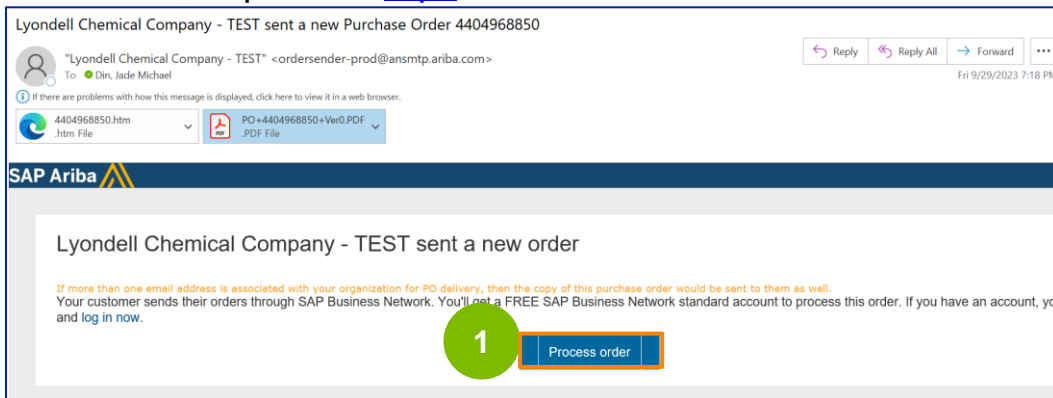 Lyondell Chemical Company - TEST sent a new Purchase Order 4404968850
"Lyondell Chemical Company - TEST" <ordersender-prod@ansmtp.ariba.com>
To Din, Jade Michael
Reply Reply All Forward
Fri 9/29/2023 7:18 PM
If there are problems with how this message is displayed, click here to view it in a web browser.
4404968850.htm
.htm File
PO+4404968850+Ver0.PDF
.PDF File
SAP Ariba
Lyondell Chemical Company - TEST sent a new order
If more than one email address is associated with your organization for PO delivery, then the copy of this purchase order would be sent to them as well.
Your customer sends their orders through SAP Business Network. You'll get a FREE SAP Business Network standard account to process this order. If you have an account, yo
and log in now.
1
Process order